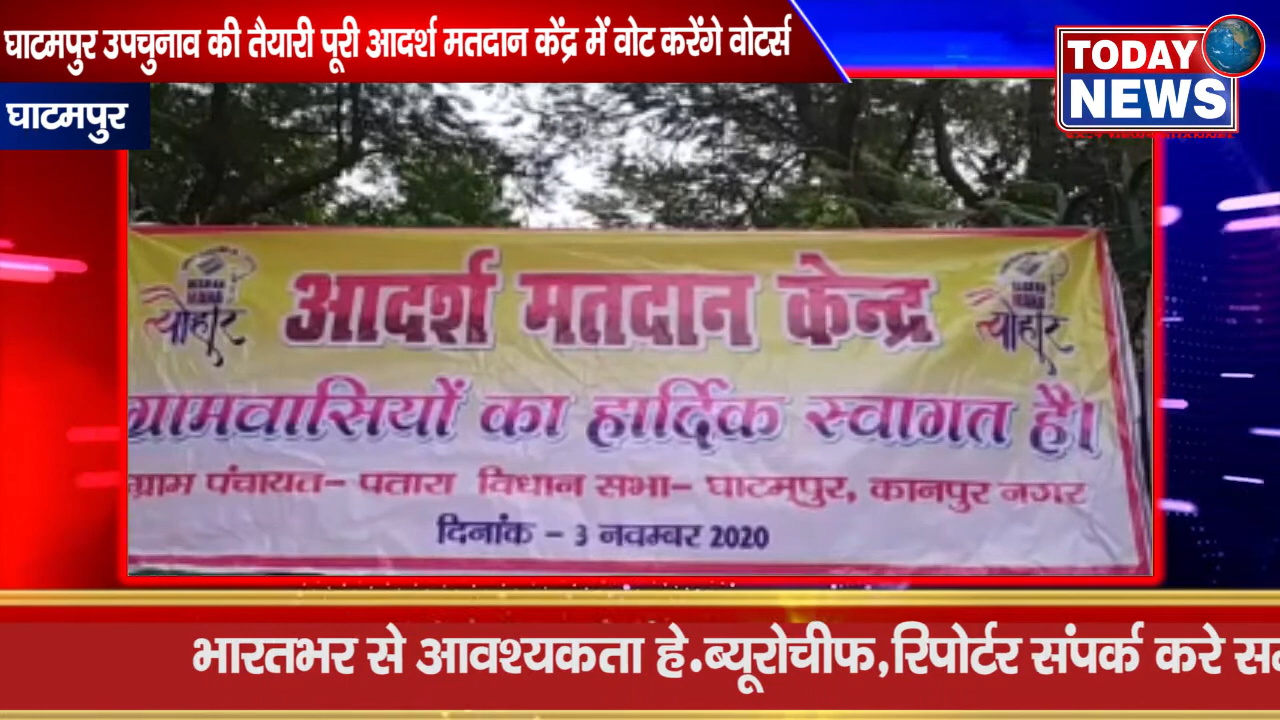 घाटमपुर उपचुनाव की तैयारी पूरी आदर्श मतदान केंद्र में वोट करेंगे वोटर्स
TODAY
NEWS
घाटमपुर
आदर्श मतदान केन्द्र
त्यौहार
त्यौहार
ग्रामवासियों का हार्दिक स्वागत है।
ग्राम पंचायत- पतारा विधान सभा- घाटमपुर, कानपुर नगर
दिनांक - 3 नवम्बर 2020
भारतभर से आवश्यकता हे.ब्यूरोचीफ,रिपोर्टर संपर्क करे